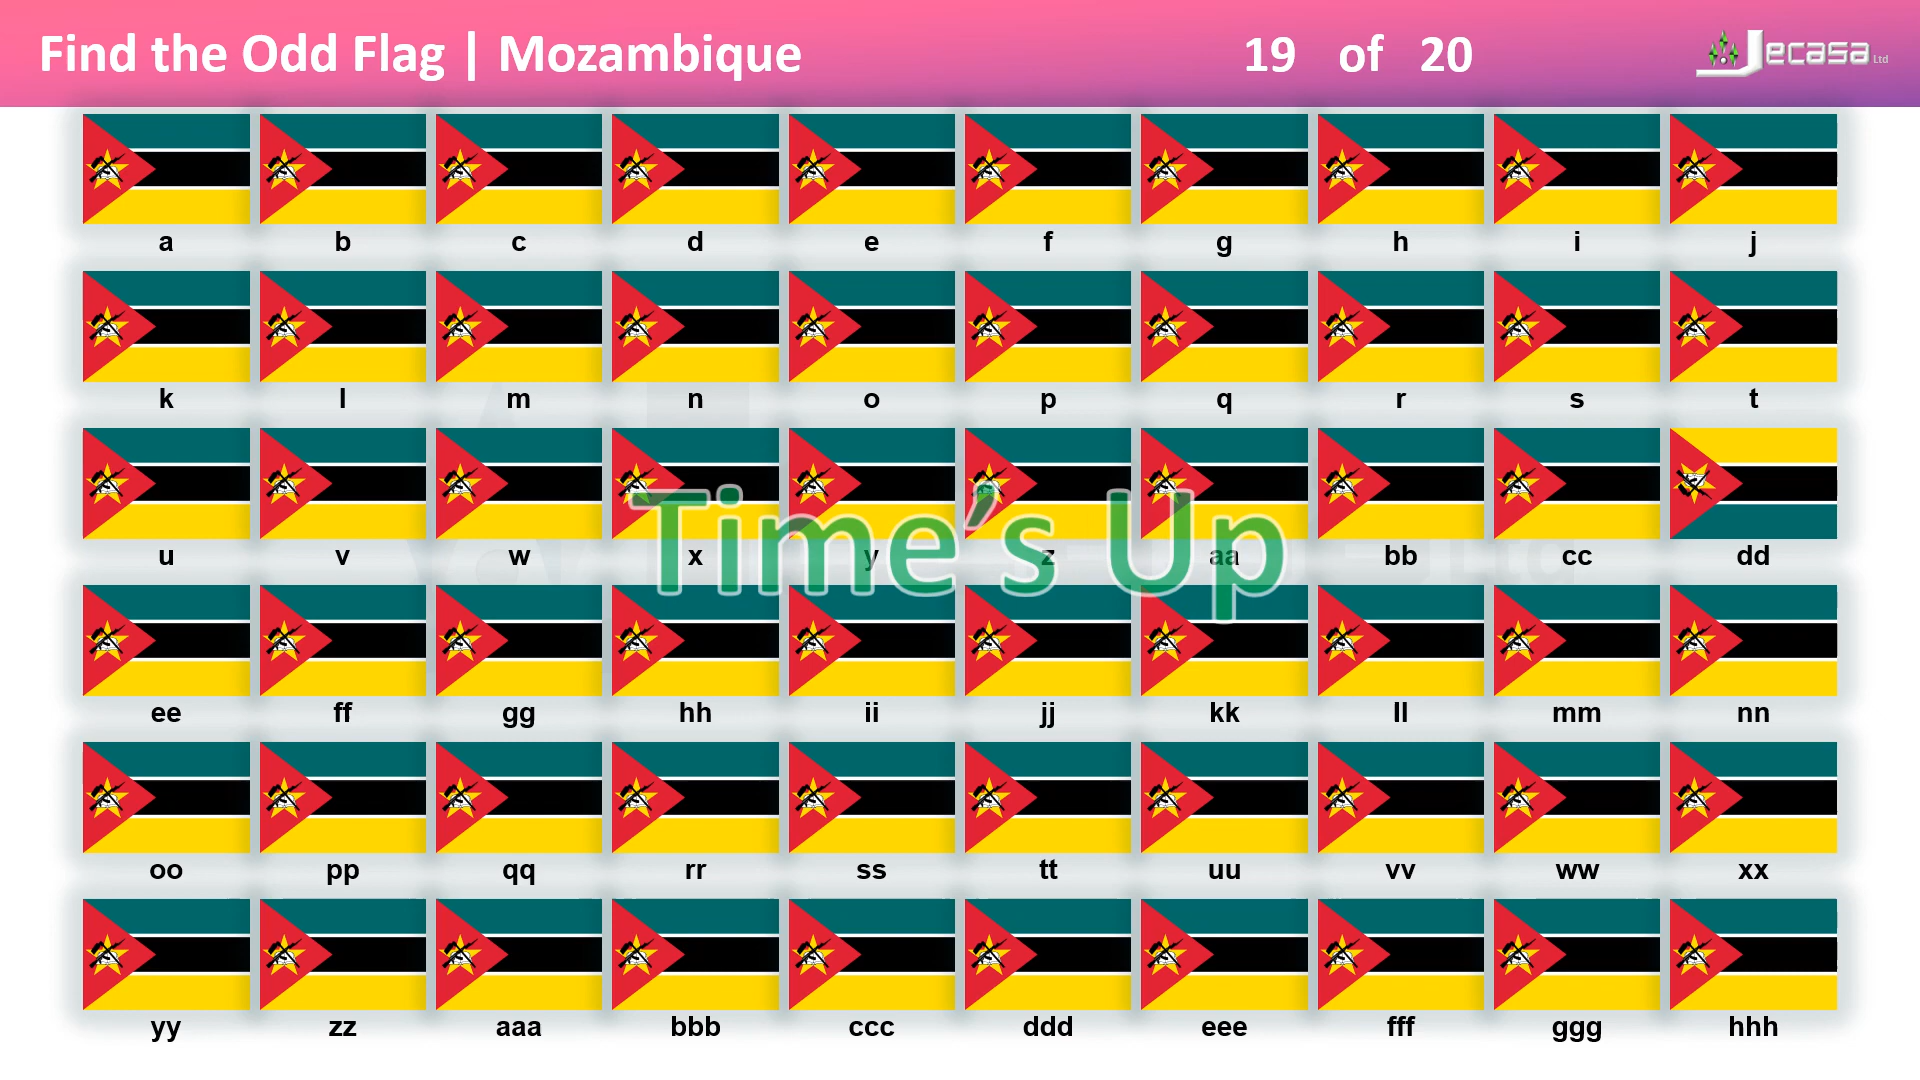 Find the Odd Flag | Mozambique 19 of 20 Jecasa Ltd
a b c d e f g h i j
k l m n o p q r s t
u v w x y z aa bb cc dd
Time's Up
ee ff gg hh ii jj kk ll mm nn
oo pp qq rr ss tt uu vv ww xx
yy zz aaa bbb ccc ddd eee fff ggg hhh